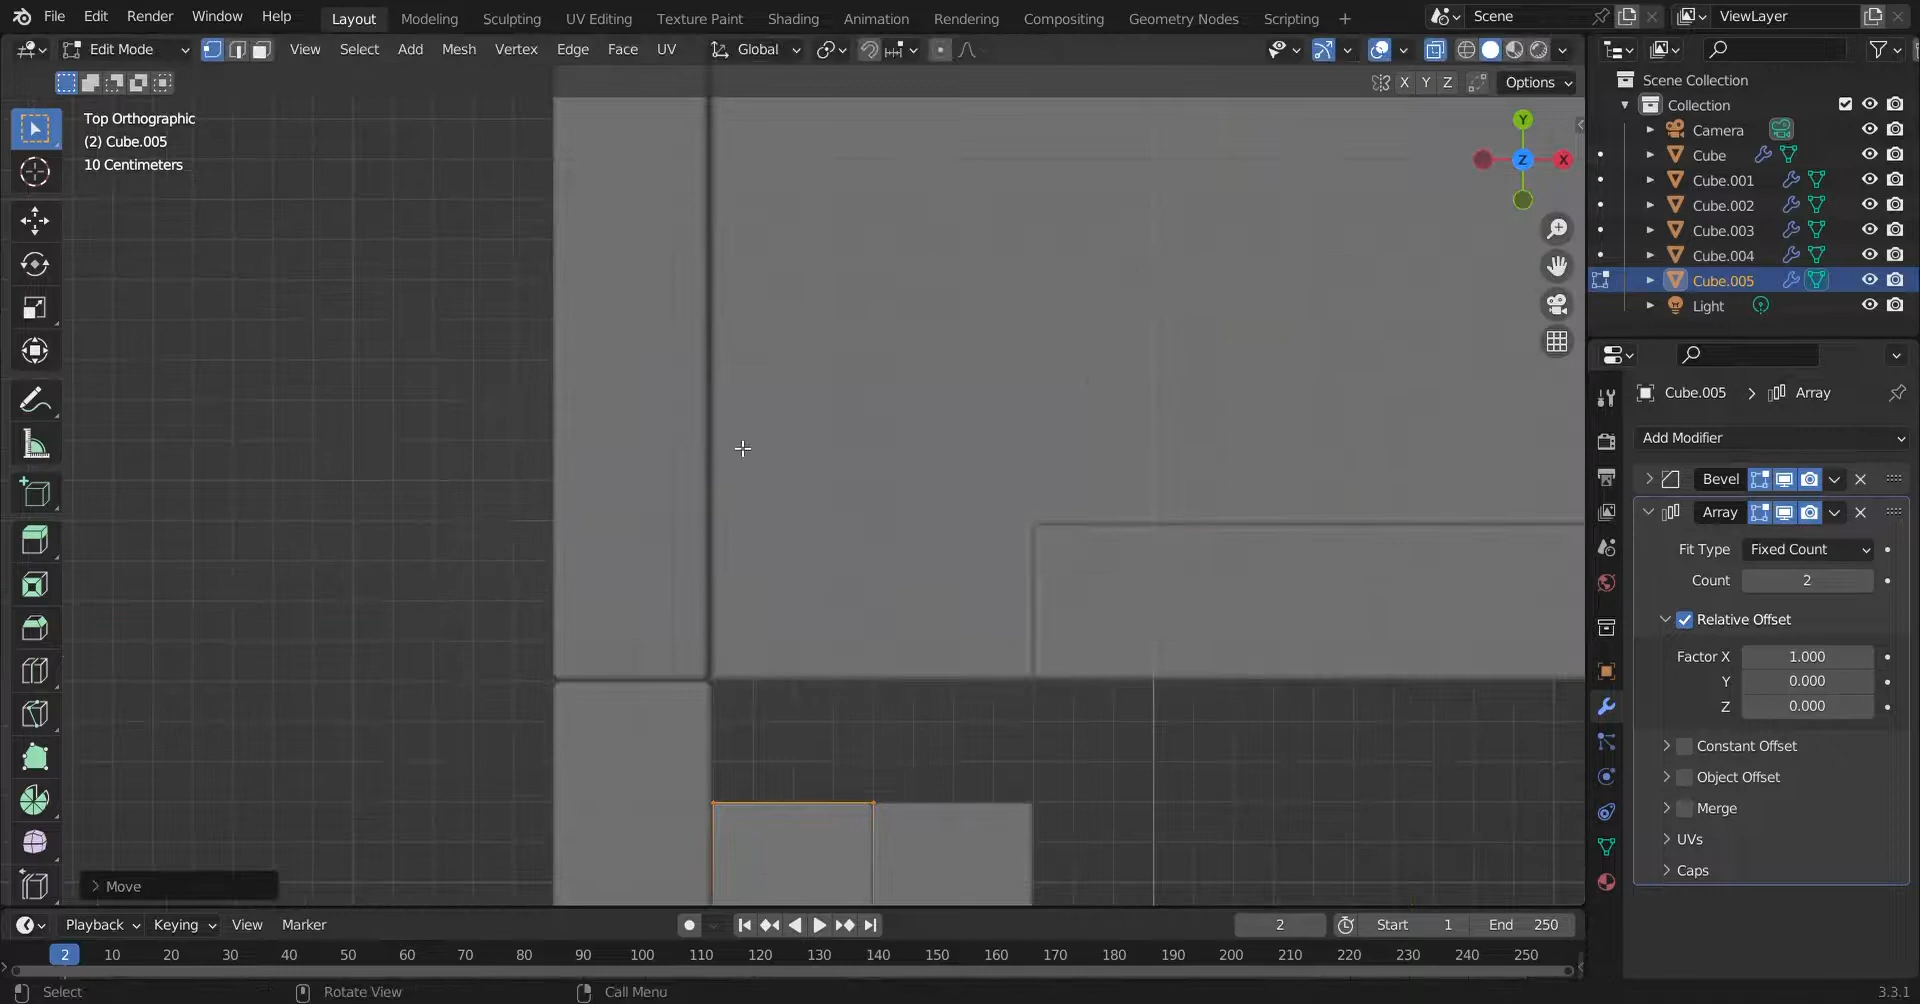 File Edit Render Window Help Layout Modeling Sculpting UV Editing Texture Paint Shading Animation Rendering Compositing Geometry Nodes Scripting + Scene ViewLayer
Edit Mode View Select Add Mesh Vertex Edge Face UV Global
X Y Z Options
Top Orthographic
(2) Cube.005
10 Centimeters
Y
Z X
Move
Scene Collection
Collection
Camera
Cube
Cube.001
Cube.002
Cube.003
Cube.004
Cube.005
Light
Cube.005 > Array
Add Modifier
Bevel
Array
Fit Type Fixed Count
Count 2
Relative Offset
Factor X 1.000
Y 0.000
Z 0.000
Constant Offset
Object Offset
Merge
UVs
Caps
Playback Keying View Marker 2 Start 1 End 250
2 10 20 30 40 50 60 70 80 90 100 110 120 130 140 150 160 170 180 190 200 210 220 230 240 250
Select Rotate View Call Menu 3.3.1